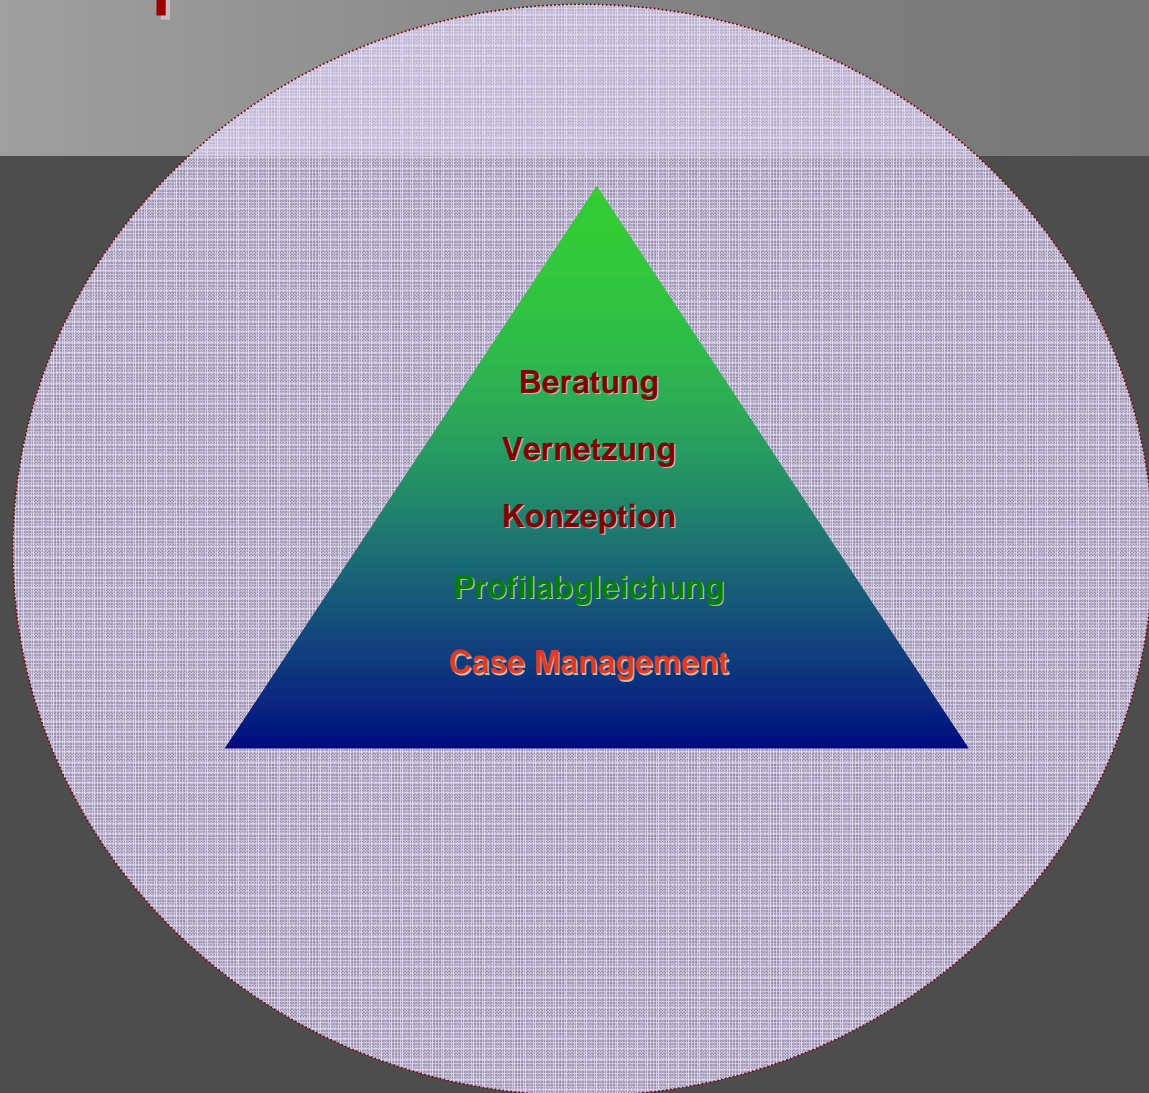 Beratung
Vernetzung
Konzeption
Profilabgleichung
Case Management